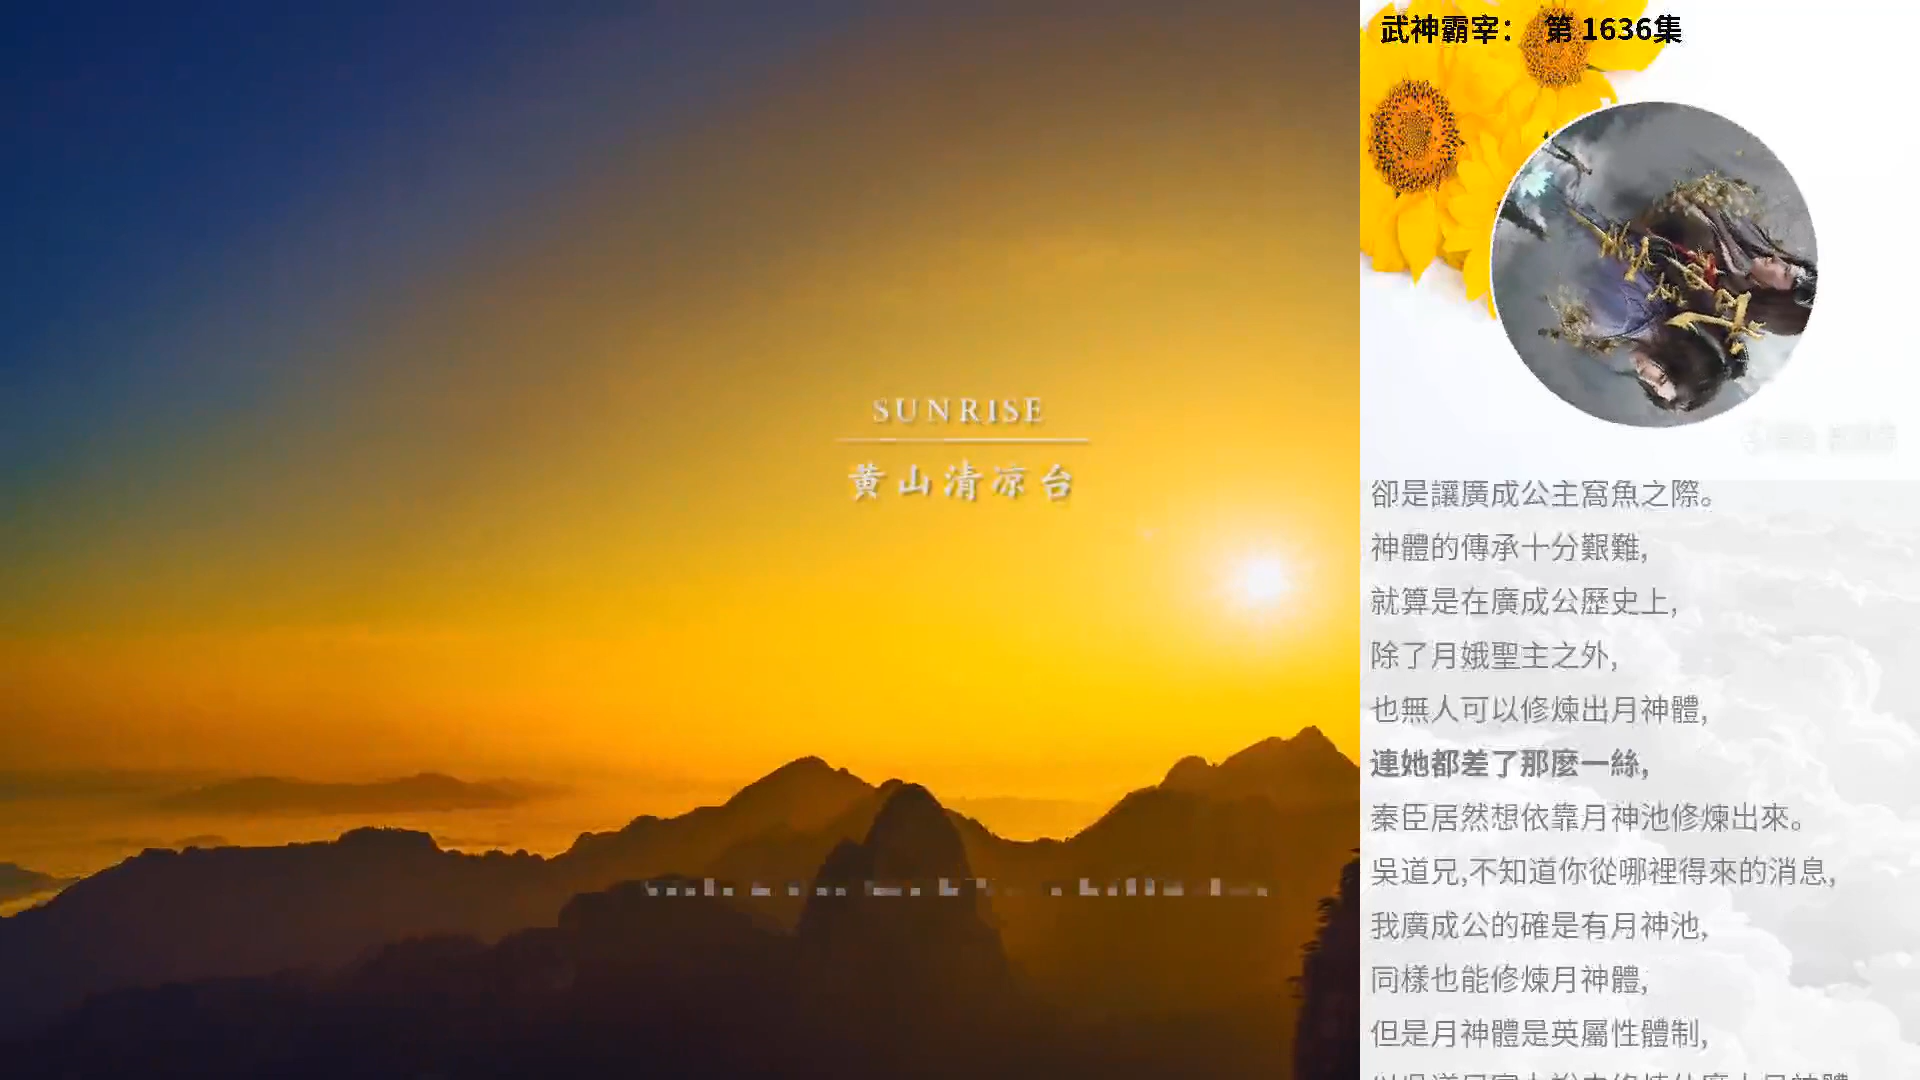 SUNRISE
黄山清凉台
武神霸宰： 第 1636集
卻是讓廣成公主窩魚之際。
神體的傳承十分艱難,
就算是在廣成公歷史上,
除了月娥聖主之外,
也無人可以修煉出月神體,
連她都差了那麼一絲,
秦臣居然想依靠月神池修煉出來。
吳道兄,不知道你從哪裡得來的消息,
我廣成公的確是有月神池,
同樣也能修煉月神體,
但是月神體是英屬性體制,